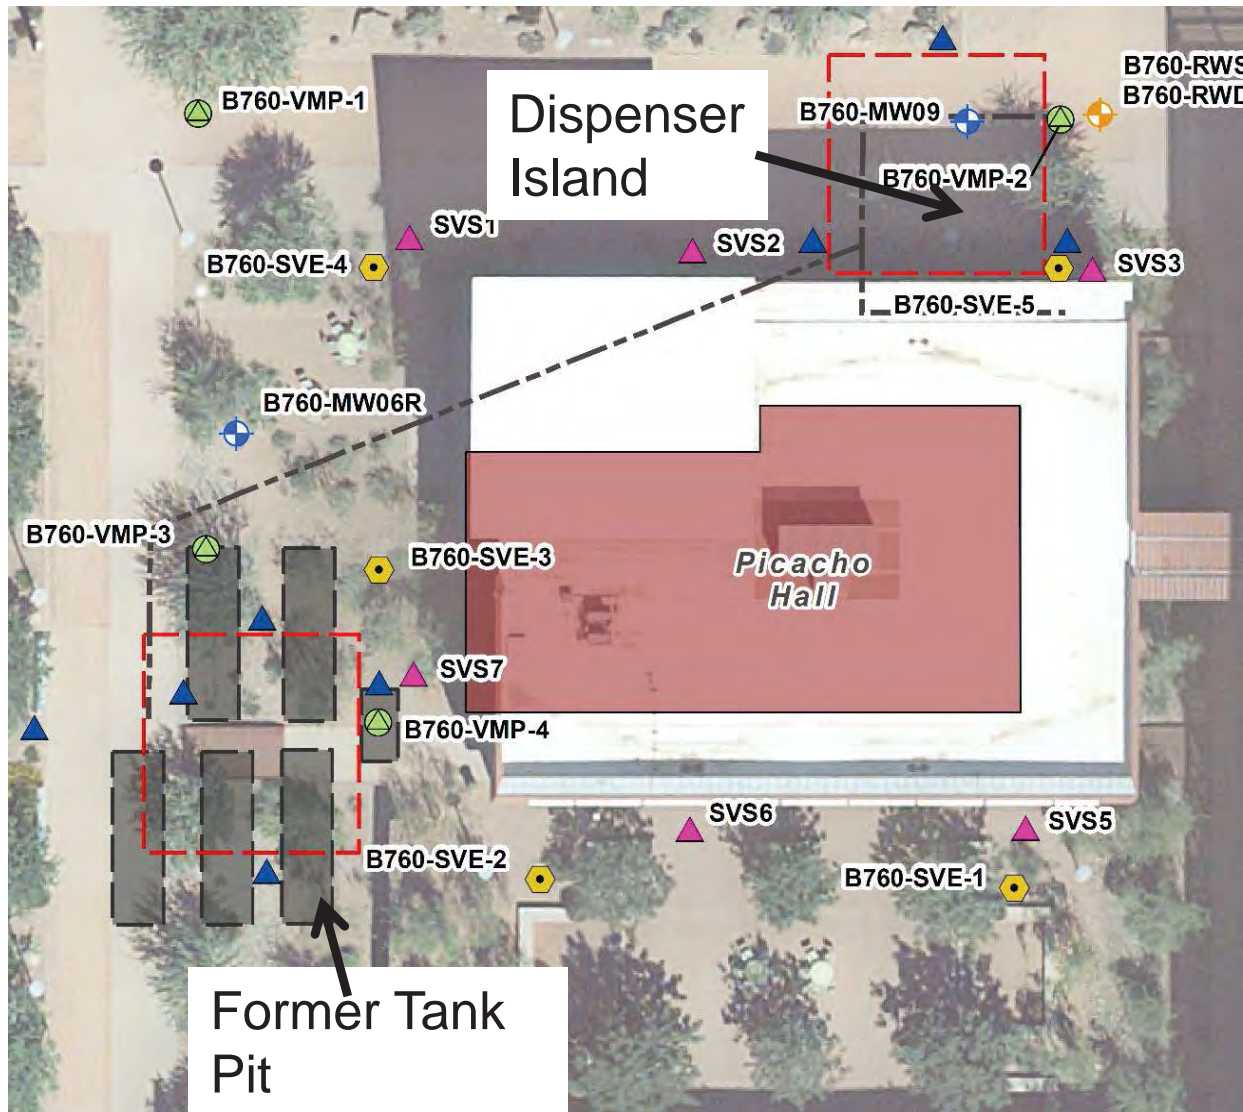 B760-RWS
B760-VMP-1
Dispenser
Island
B760-MW09
B760-RWD
B760-VMP-2
SVS1
SVS2
B760-SVE-4
SVS3
B760-SVE-5
B760-MW06R
B760-VMP-3
B760-SVE-3
Picacho
Hall
SVS7
B760-VMP-4
SVS6
SVS5
B760-SVE-2
B760-SVE-1
Former Tank
Pit